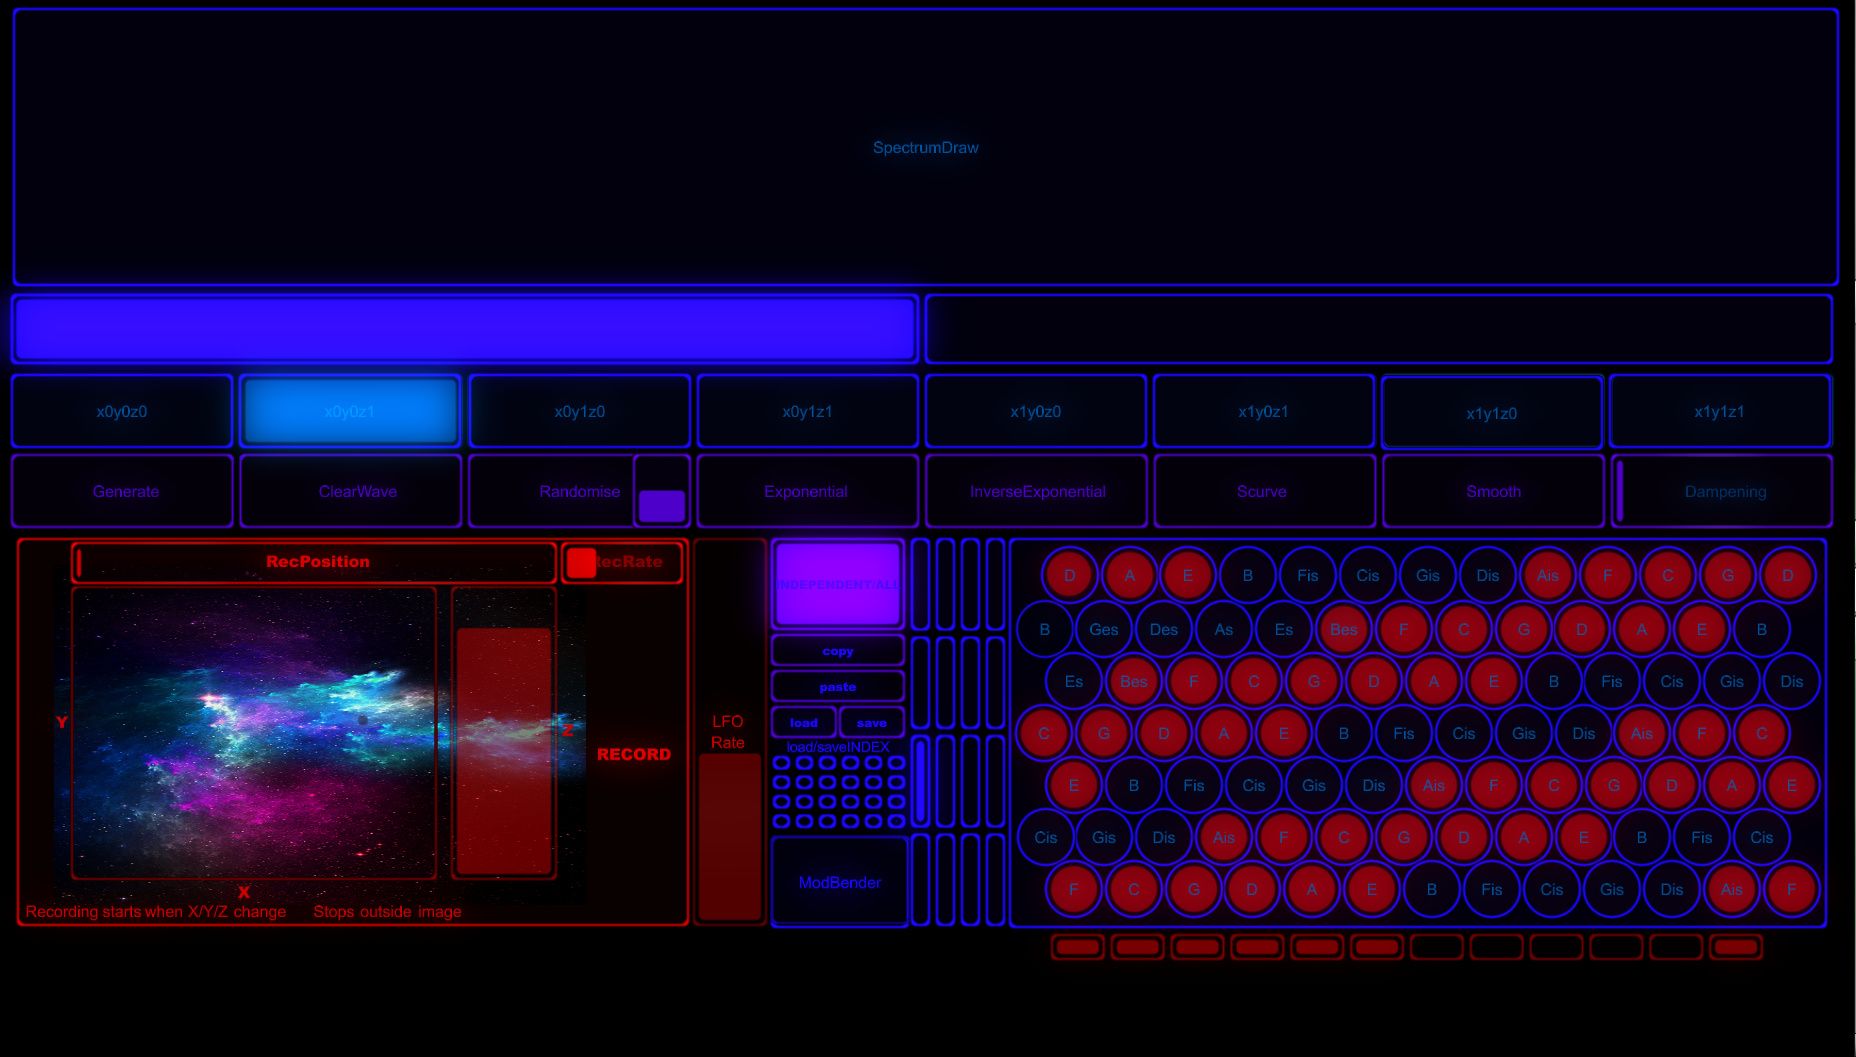 SpectrumDraw
x0y0z0 x0y0z1 x0y1z0 x0y1z1 x1y0z0 x1y0z1 x1y1z0 x1y1z1
Generate ClearWave Randomise Exponential InverseExponential Scurve Smooth Dampening
RecPosition RecRate
INDEPENDENT/ALL
copy
paste
load save
load/saveINDEX
ModBender
LFO
Rate
Y
Z
RECORD
X
Recording starts when X/Y/Z change Stops outside image
D A E B Fis Cis Gis Dis Ais F C G D
B Ges Des As Es Bes F C G D A E B
Es Bes F C G D A E B Fis Cis Gis Dis
C G D A E B Fis Cis Gis Dis Ais F C
E B Fis Cis Gis Dis Ais F C G D A E
Cis Gis Dis Ais F C G D A E B Fis Cis
F C G D A E B Fis Cis Gis Dis Ais F